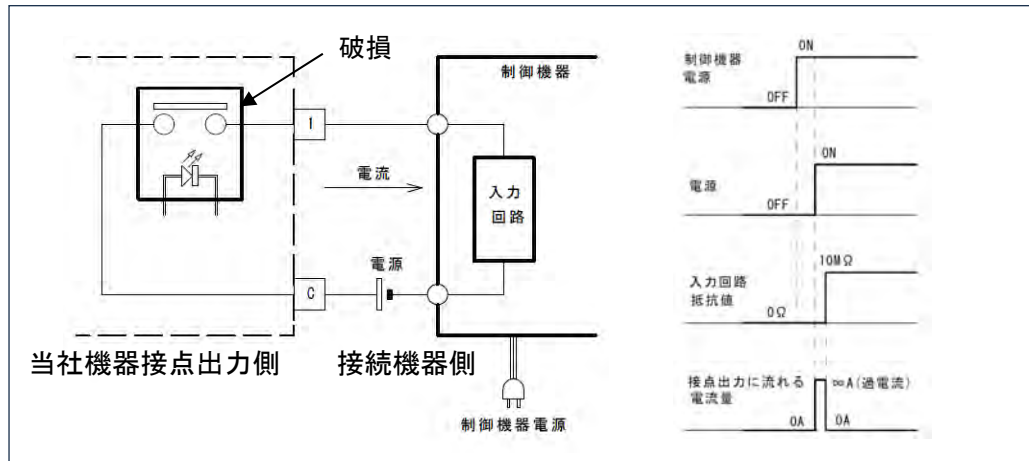 破損
制御機器
1
電流
入力
回路
電源
C
当社機器接点出力側
接続機器側
制御機器電源
ON
制御機器
電源
OFF
ON
電源
OFF
10MΩ
入力回路
抵抗値
0Ω
接点出力に流れる
電流量
∞A(過電流)
0A
0A